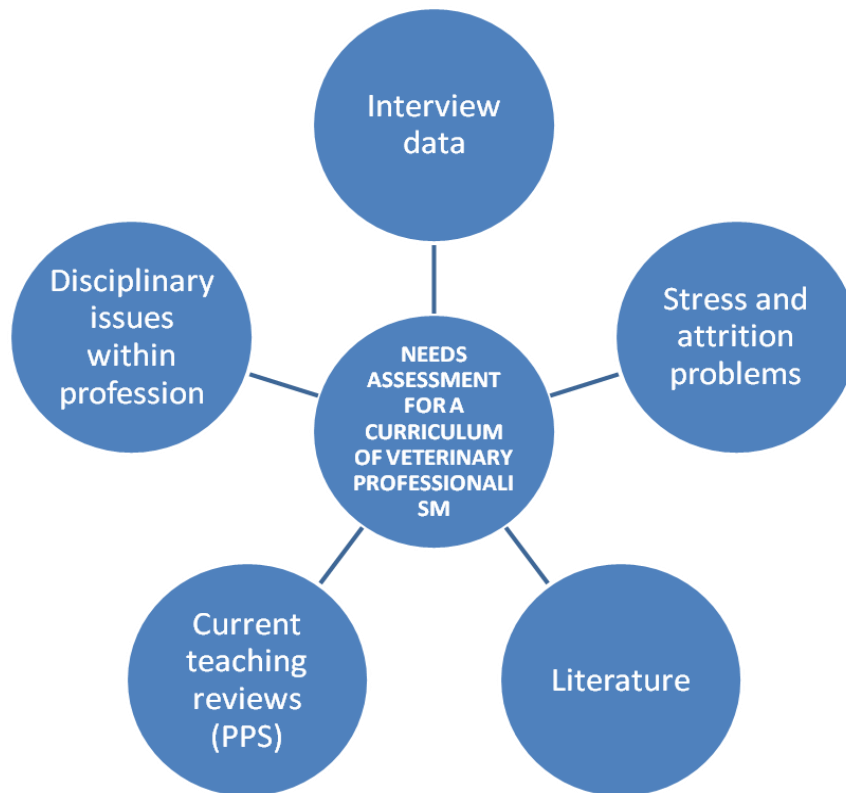 Interview
data
Disciplinary
issues
within
profession
Stress and
attrition
problems
NEEDS
ASSESSMENT
FOR A
CURRICULUM
OF VETERINARY
PROFESSIONALI
SM
Current
teaching
reviews
(PPS)
Literature